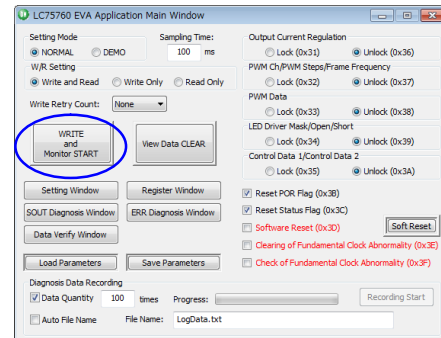 LC75760 EVA Application Main Window
Setting Mode
NORMAL DEMO
Sampling Time:
100 ms
W/R Setting
Write and Read Write Only Read Only
Write Retry Count: None
WRITE
and
Monitor START
View Data CLEAR
Setting Window Register Window
SOUT Diagnosis Window ERR Diagnosis Window
Data Verify Window
Load Parameters Save Parameters
Output Current Regulation
Lock (0x31) Unlock (0x36)
PWM Ch/PWM Steps/Frame Frequency
Lock (0x32) Unlock (0x37)
PWM Data
Lock (0x33) Unlock (0x38)
LED Driver Mask/Open/Short
Lock (0x34) Unlock (0x39)
Control Data 1/Control Data 2
Lock (0x35) Unlock (0x3A)
Reset POR Flag (0x3B)
Reset Status Flag (0x3C)
Software Reset (0x3D) Soft Reset
Clearing of Fundamental Clock Abnormality (0x3E)
Check of Fundamental Clock Abnormality (0x3F)
Diagnosis Data Recording
Data Quantity 100 times Progress: Recording Start
Auto File Name File Name: LogData.txt